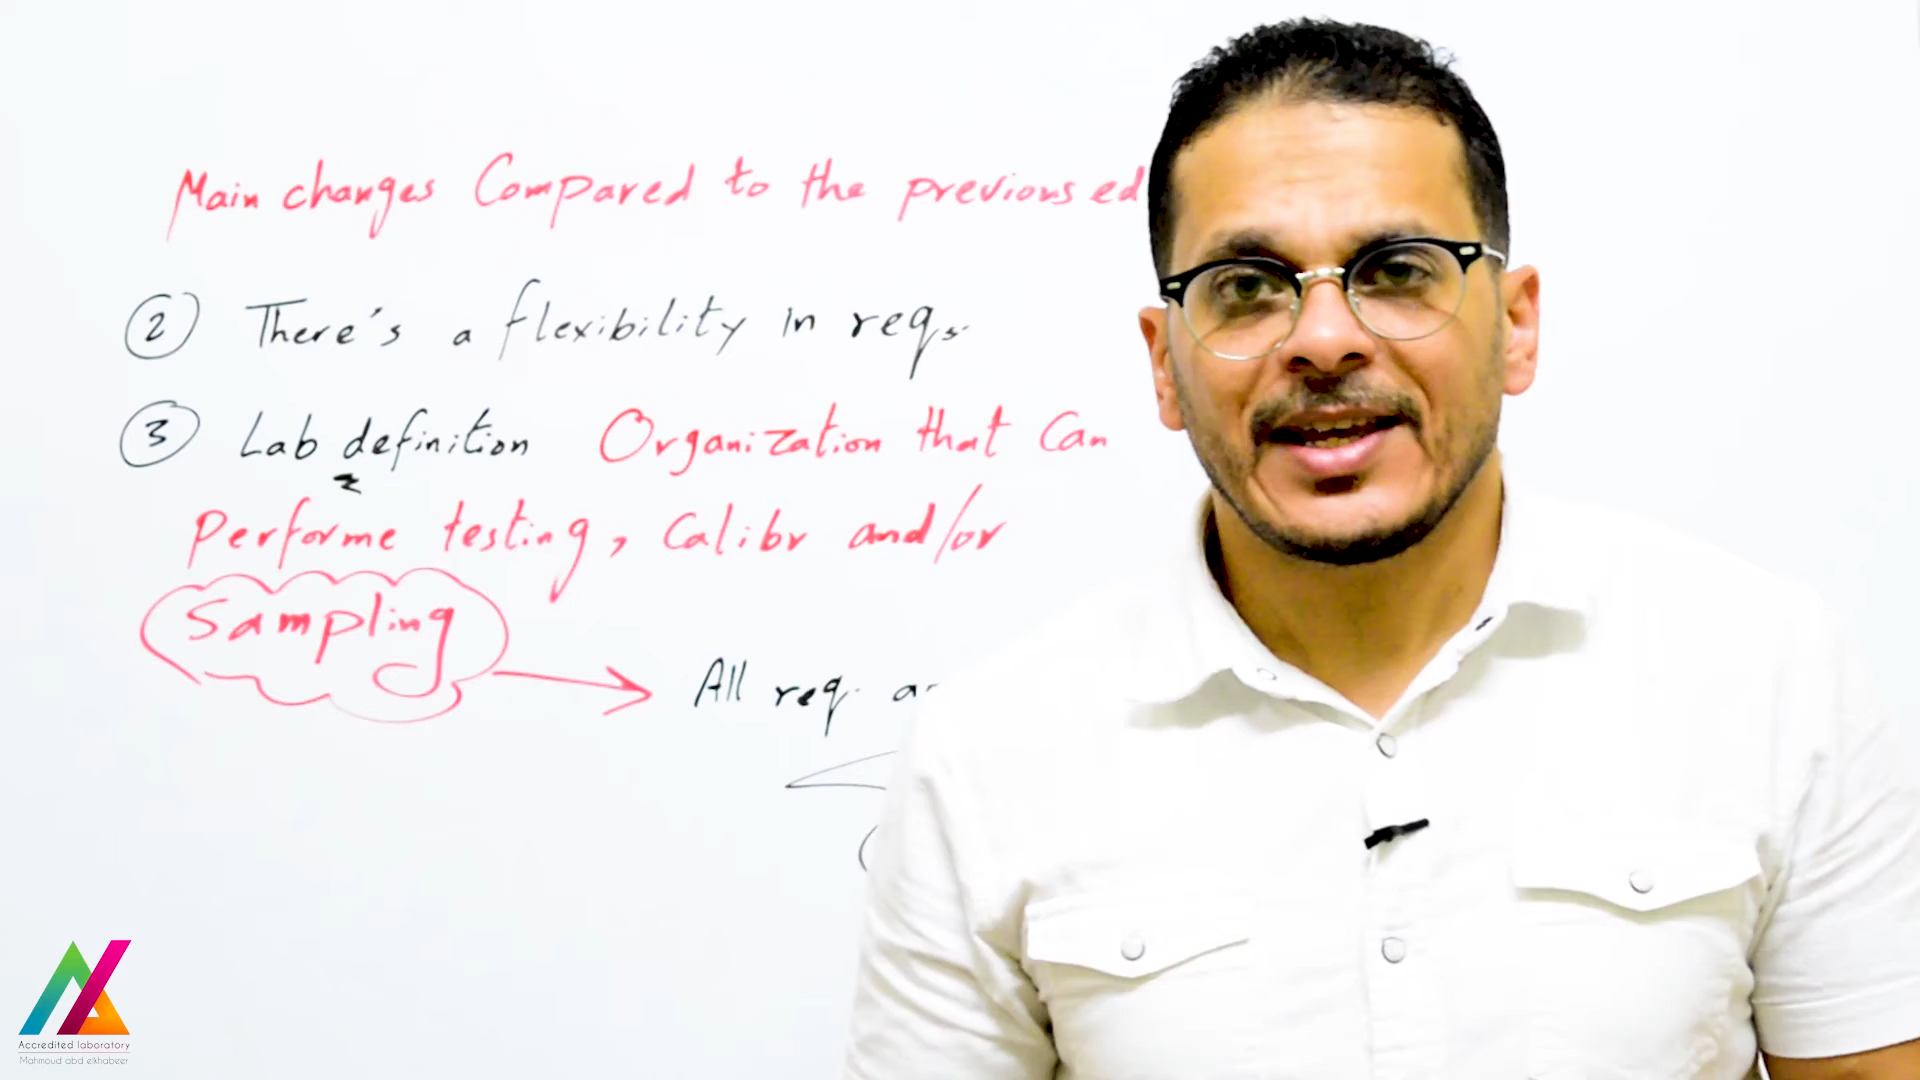 Main changes Compared to the previous ed
2 There's a flexibility in req.
3 Lab definition Organization that Can
Performe testing, Calibr and/or
Sampling
All req.
Accredited laboratory
Mahmoud abd elkhabeer